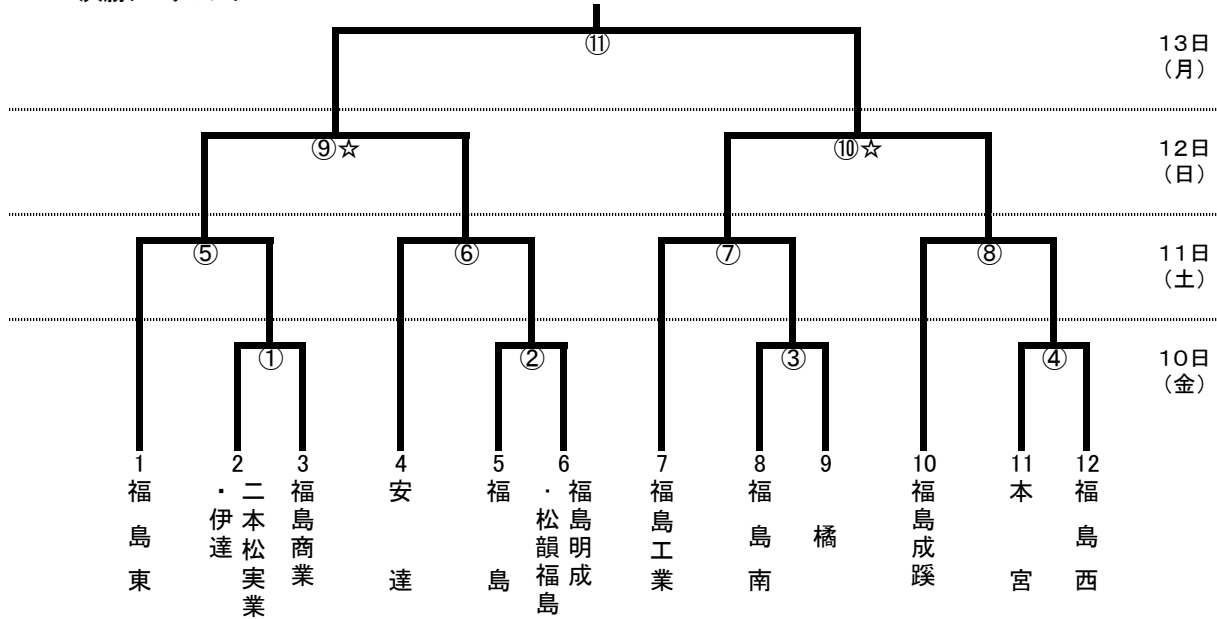 ⑪
13日
（月）
⑨☆
⑩☆
12日
（日）
⑤
⑥
⑦
⑧
11日
（土）
①
②
③
④
10日
（金）
1
福島東
2
二本松実業
・伊達
3
福島商業
4
安達
5
福島
6
福島明成
・松韻福島
7
福島工業
8
福島南
9
橘
10
福島成蹊
11
本宮
12
福島西